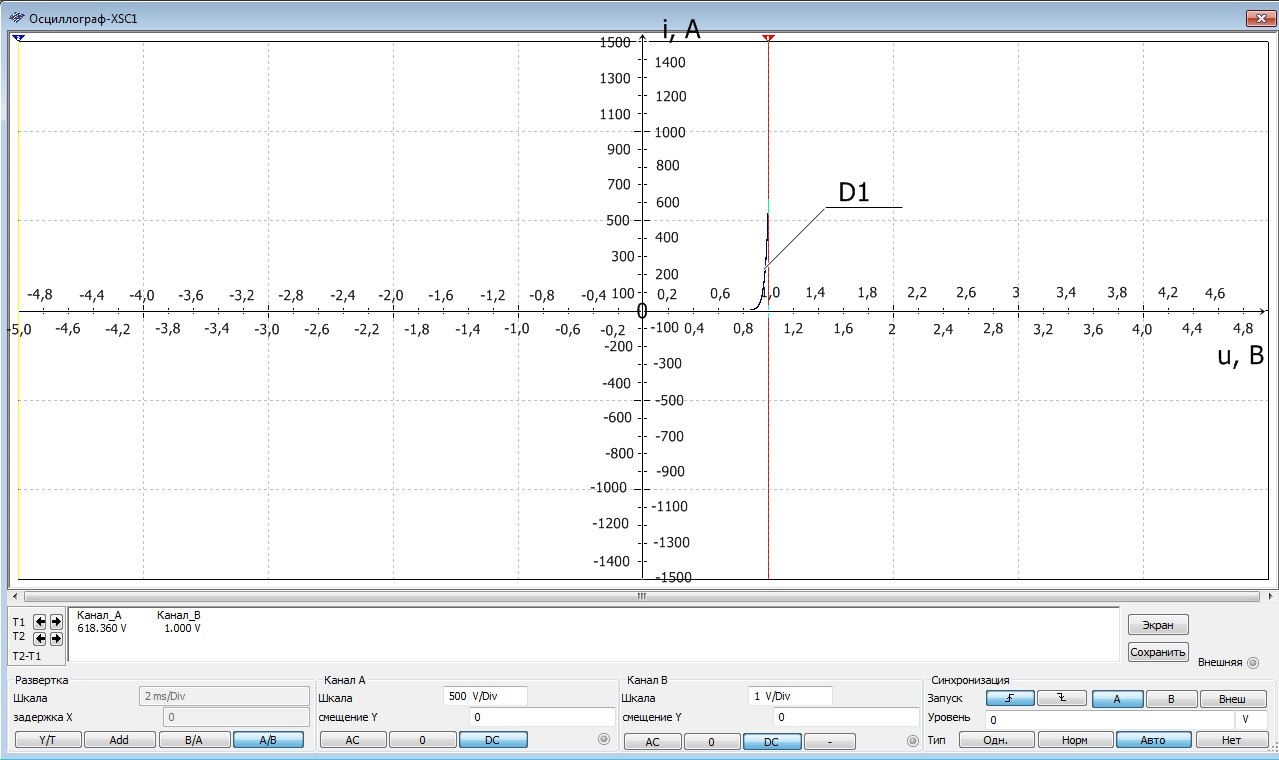 Осциллограф-XSC1
i, A
1500
1400
1300
1200
1100
1000
900
800
700
600
D1
500
400
300
200
-4,8 -4,4 -4,0 -3,6 -3,2 -2,8 -2,4 -2,0 -1,6 -1,2 -0,8 -0,4 100 0,2 0,6 1,0 1,4 1,8 2,2 2,6 3 3,4 3,8 4,2 4,6
0
-5,0 -4,6 -4,2 -3,8 -3,4 -3,0 -2,6 -2,2 -1,8 -1,4 -1,0 -0,6 -0,2 -100 0,4 0,8 1,2 1,6 2 2,4 2,8 3,2 3,6 4,0 4,4 4,8
-200
u, B
-300
-400
-500
-600
-700
-800
-900
-1000
-1100
-1200
-1300
-1400
-1500
T1
T2
T2-T1
Канал_A Канал_B
618.360 V 1.000 V
Экран
Сохранить
Внешняя
Развертка
Шкала 2 ms/Div
задержка X 0
Y/T Add B/A A/B
Канал A
Шкала 500 V/Div
смещение Y 0
AC 0 DC
Канал B
Шкала 1 V/Div
смещение Y 0
AC 0 DC -
Синхронизация
Запуск A B Внеш
Уровень 0 V
Тип Одн. Норм Авто Нет